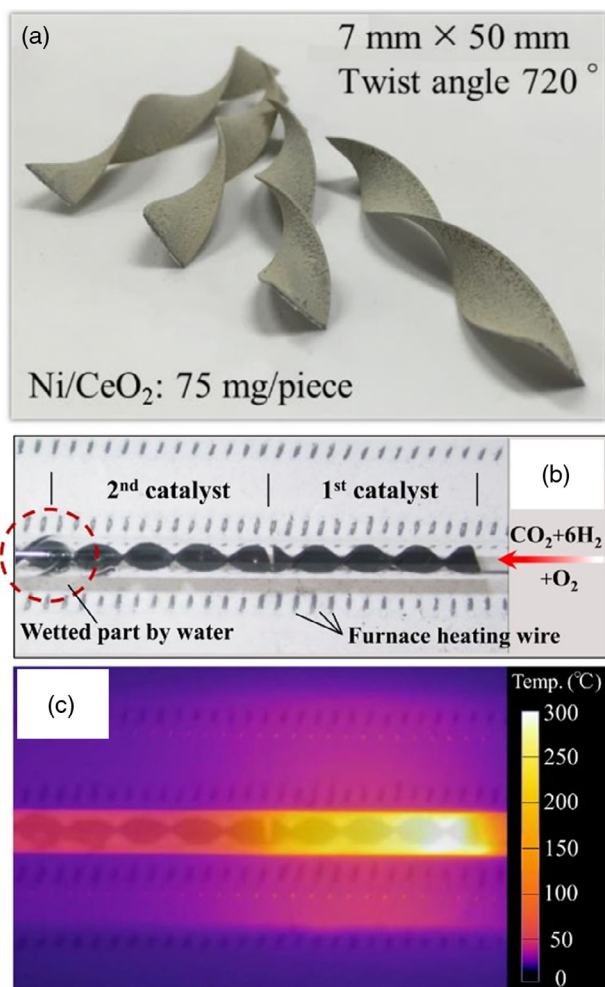 (a)
7 mm × 50 mm
Twist angle 720°
Ni/CeO₂: 75 mg/piece
(b)
2ⁿᵈ catalyst
1ˢᵗ catalyst
CO₂+6H₂
+O₂
Wetted part by water
Furnace heating wire
(c)
Temp. (℃)
300
250
200
150
100
50
0